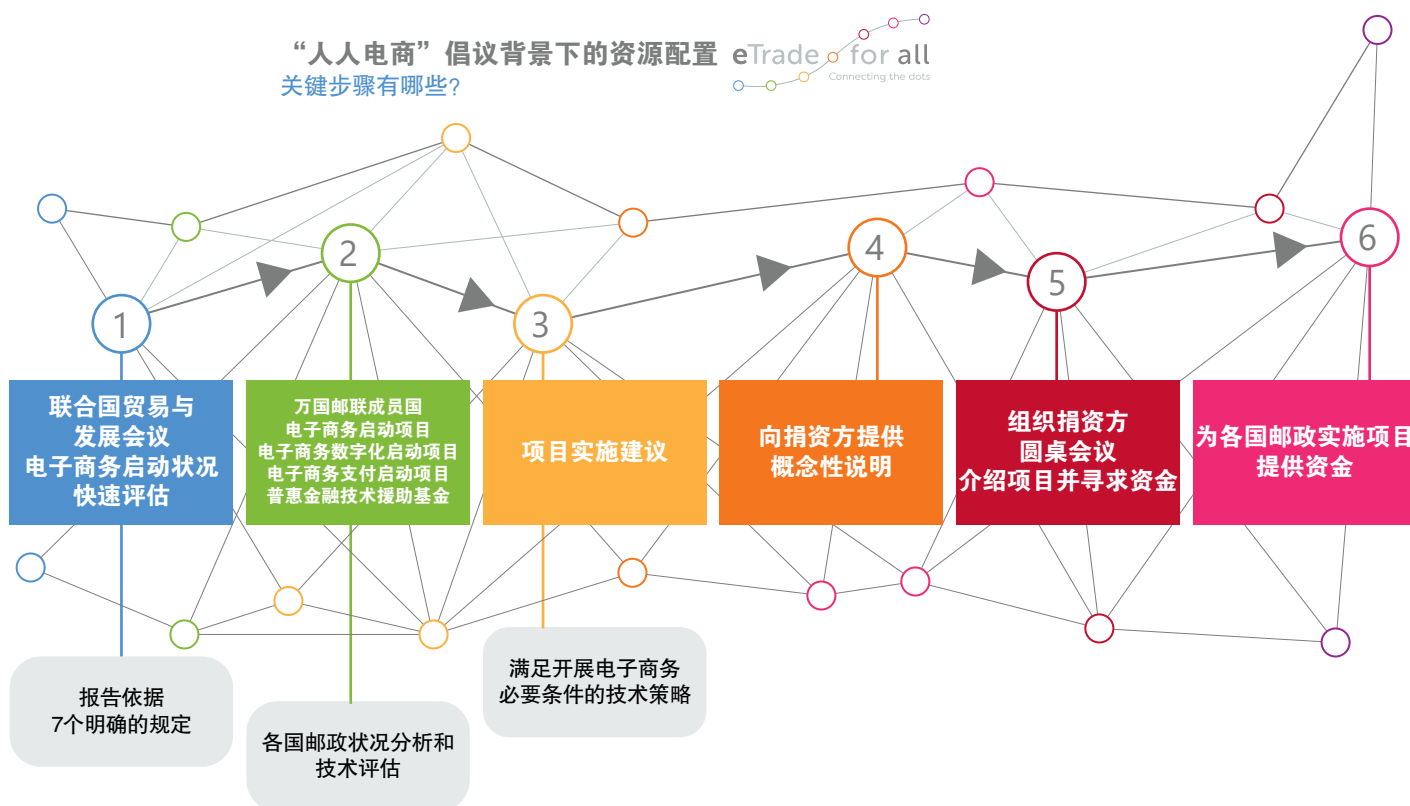 “人人电商”倡议背景下的资源配置
eTrade for all
Connecting the dots
关键步骤有哪些?
1
2
3
4
5
6
联合国贸易与
发展会议
电子商务启动状况
快速评估
万国邮联成员国
电子商务启动项目
电子商务数字化启动项目
电子商务支付启动项目
普惠金融技术援助基金
项目实施建议
向捐资方提供
概念性说明
组织捐资方
圆桌会议
介绍项目并寻求资金
为各国邮政实施项目
提供资金
报告依据
7个明确的规定
各国邮政状况分析和
技术评估
满足开展电子商务
必要条件的技术策略